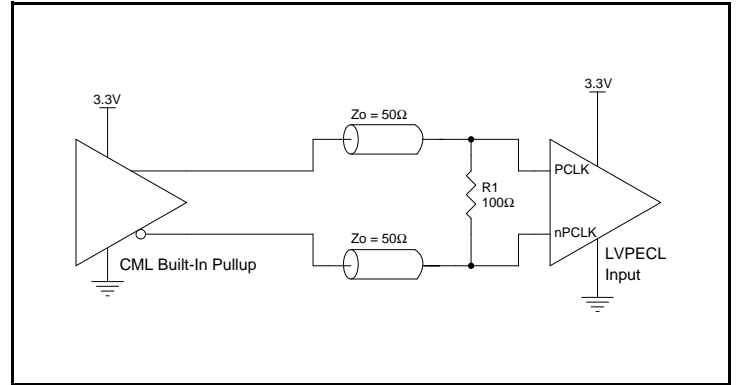 3.3V
3.3V
Zo = 50Ω
PCLK
R1
100Ω
Zo = 50Ω
nPCLK
CML Built-In Pullup
LVPECL
Input